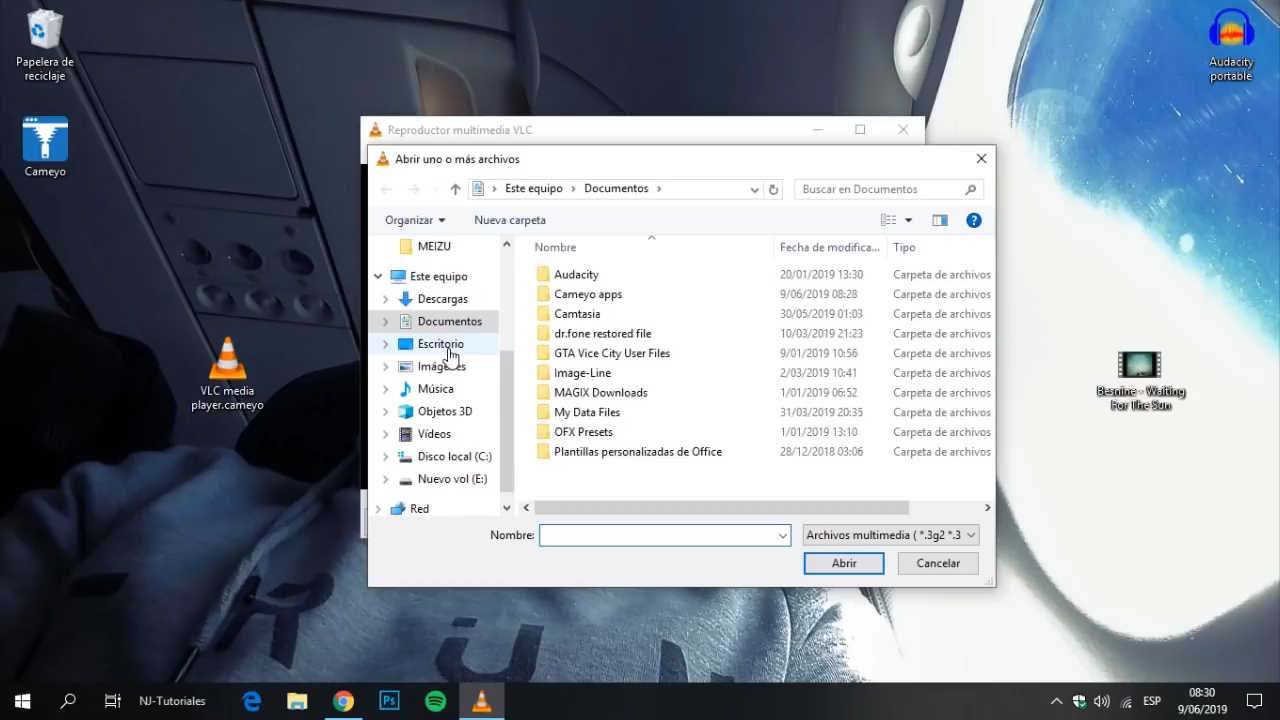 Papelera de
reciclaje
Cameyo
VLC media
player.cameyo
Audacity
portable
Besnine - Waiting
For The Sun
Reproductor multimedia VLC
Abrir uno o más archivos
Este equipo
Documentos
Buscar en Documentos
Organizar
Nueva carpeta
MEIZU
Este equipo
Descargas
Documentos
Escritorio
Imágenes
Música
Objetos 3D
Vídeos
Disco local (C:)
Nuevo vol (E:)
Red
Nombre Fecha de modifica... Tipo
Audacity 20/01/2019 13:30 Carpeta de archivos
Cameyo apps 9/06/2019 08:28 Carpeta de archivos
Camtasia 30/05/2019 01:03 Carpeta de archivos
dr.fone restored file 10/03/2019 21:23 Carpeta de archivos
GTA Vice City User Files 9/01/2019 10:56 Carpeta de archivos
Image-Line 2/03/2019 10:41 Carpeta de archivos
MAGIX Downloads 1/01/2019 06:52 Carpeta de archivos
My Data Files 31/03/2019 20:35 Carpeta de archivos
OFX Presets 1/01/2019 13:10 Carpeta de archivos
Plantillas personalizadas de Office 28/12/2018 03:06 Carpeta de archivos
Nombre:
Archivos multimedia ( *.3g2 *.3
Abrir
Cancelar
NJ-Tutoriales
Ps
ESP
08:30
9/06/2019